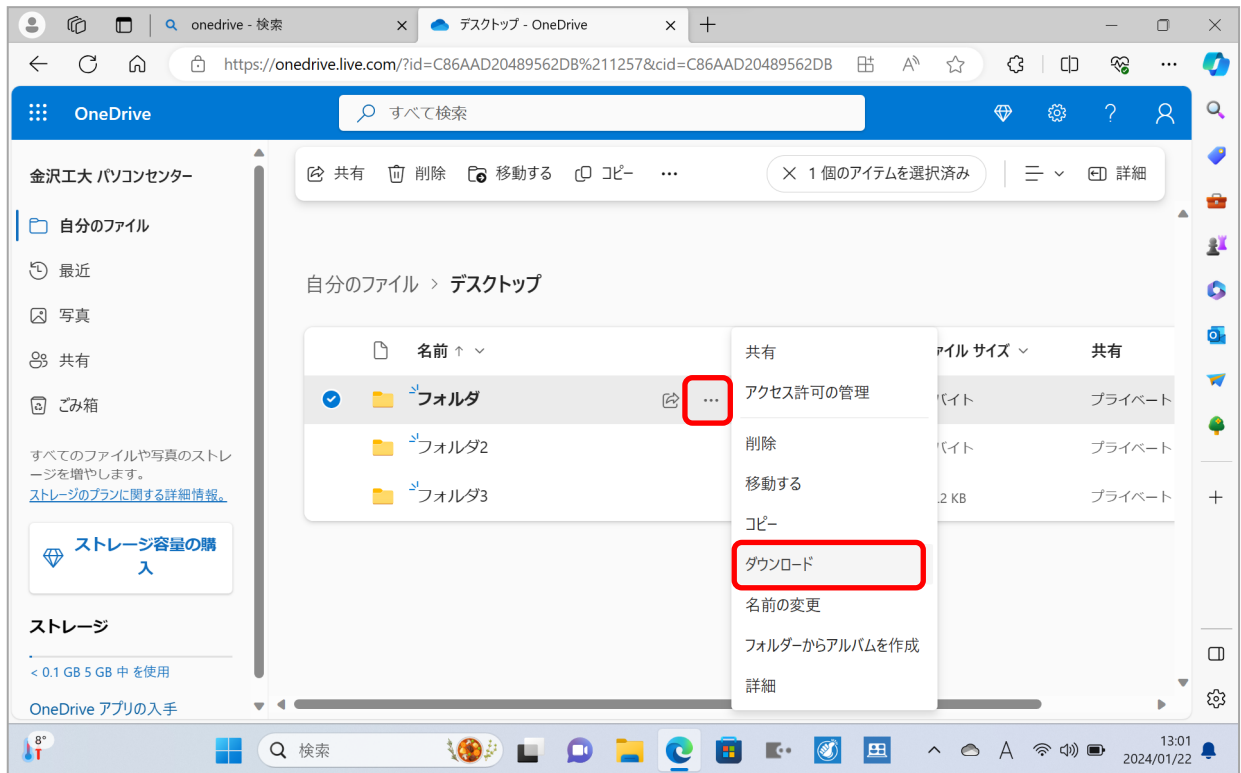 onedrive - 検索
デスクトップ - OneDrive
https://onedrive.live.com/?id=C86AAD20489562DB%211257&cid=C86AAD20489562DB
OneDrive
すべて検索
金沢工大 パソコンセンター
自分のファイル
最近
写真
共有
ごみ箱
すべてのファイルや写真のストレ
ージを増やします。
ストレージのプランに関する詳細情報。
ストレージ容量の購
入
ストレージ
< 0.1 GB 5 GB 中 を使用
OneDrive アプリの入手
共有 削除 移動する コピー ... × 1 個のアイテムを選択済み 詳細
自分のファイル > デスクトップ
名前 ↑ ァイル サイズ 共有
フォルダ ... バイト プライベート
フォルダ2 バイト プライベート
フォルダ3 .2 KB プライベート
共有
アクセス許可の管理
削除
移動する
コピー
ダウンロード
名前の変更
フォルダーからアルバムを作成
詳細
8°
検索
A
13:01
2024/01/22